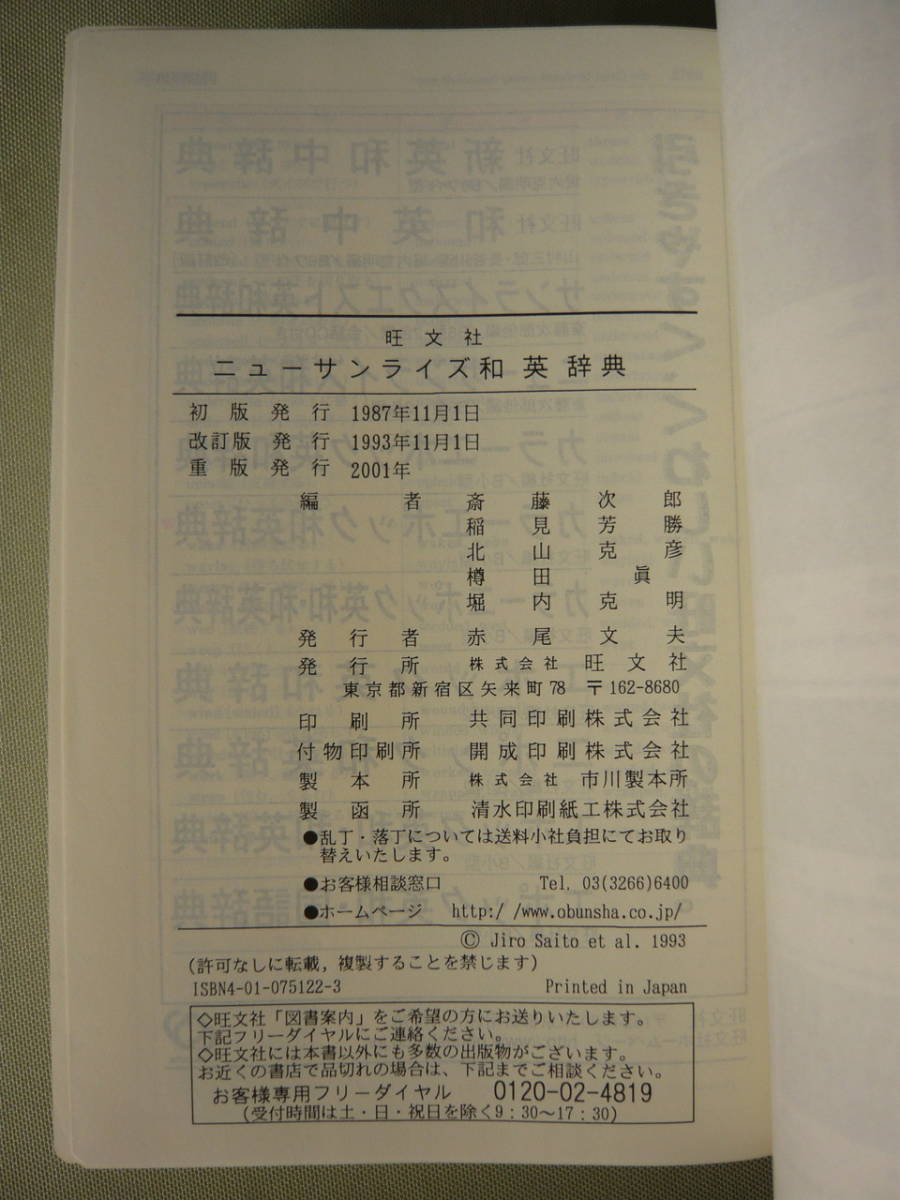 旺文社
ニューサンライズ和英辞典
初版発行 1987年11月1日
改訂版発行 1993年11月1日
重版発行 2001年
編者 斎藤次郎
稲見芳勝
北山克彦
樽田眞
堀内克明
発行者 赤尾文夫
発行所 株式会社 旺文社
東京都新宿区矢来町78 〒162-8680
印刷所 共同印刷株式会社
付物印刷所 開成印刷株式会社
製本所 株式会社 市川製本所
製函所 清水印刷紙工株式会社
●乱丁・落丁については送料小社負担にてお取り
替えいたします。
●お客様相談窓口 Tel. 03(3266)6400
●ホームページ http://www.obunsha.co.jp/
© Jiro Saito et al. 1993
(許可なしに転載, 複製することを禁じます)
ISBN4-01-075122-3 Printed in Japan
◇旺文社「図書案内」をご希望の方にお送りいたします。
下記フリーダイヤルにご連絡ください。
◇旺文社には本書以外にも多数の出版物がございます。
お近くの書店で品切れの場合は、下記までご相談ください。
お客様専用フリーダイヤル 0120-02-4819
(受付時間は土・日・祝日を除く9:30〜17:30)